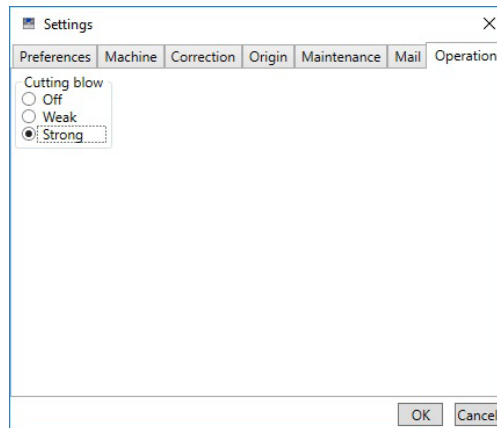 Settings
Preferences Machine Correction Origin Maintenance Mail Operation
Cutting blow
Off
Weak
Strong
OK Cancel